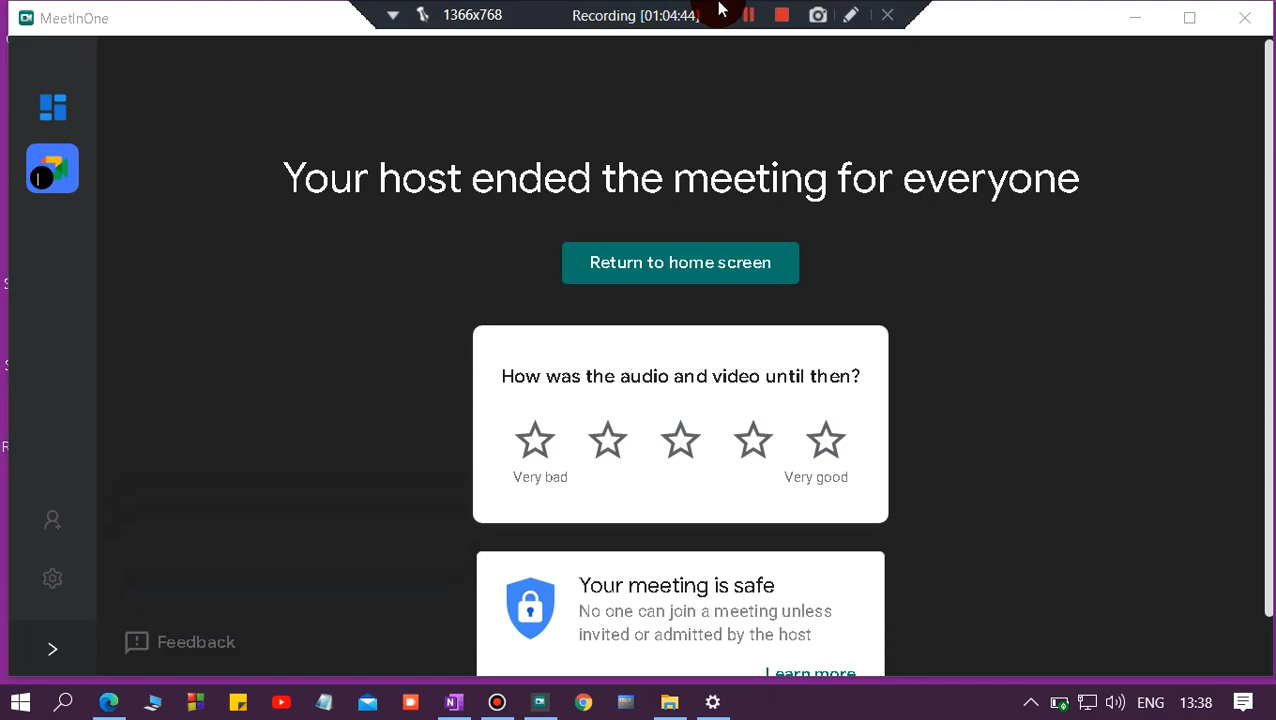 MeetInOne
1366x768
Recording [01:04:44]
Your host ended the meeting for everyone
Return to home screen
How was the audio and video until then?
Very bad
Very good
Your meeting is safe
No one can join a meeting unless
invited or admitted by the host
Learn more
Feedback
ENG
13:38